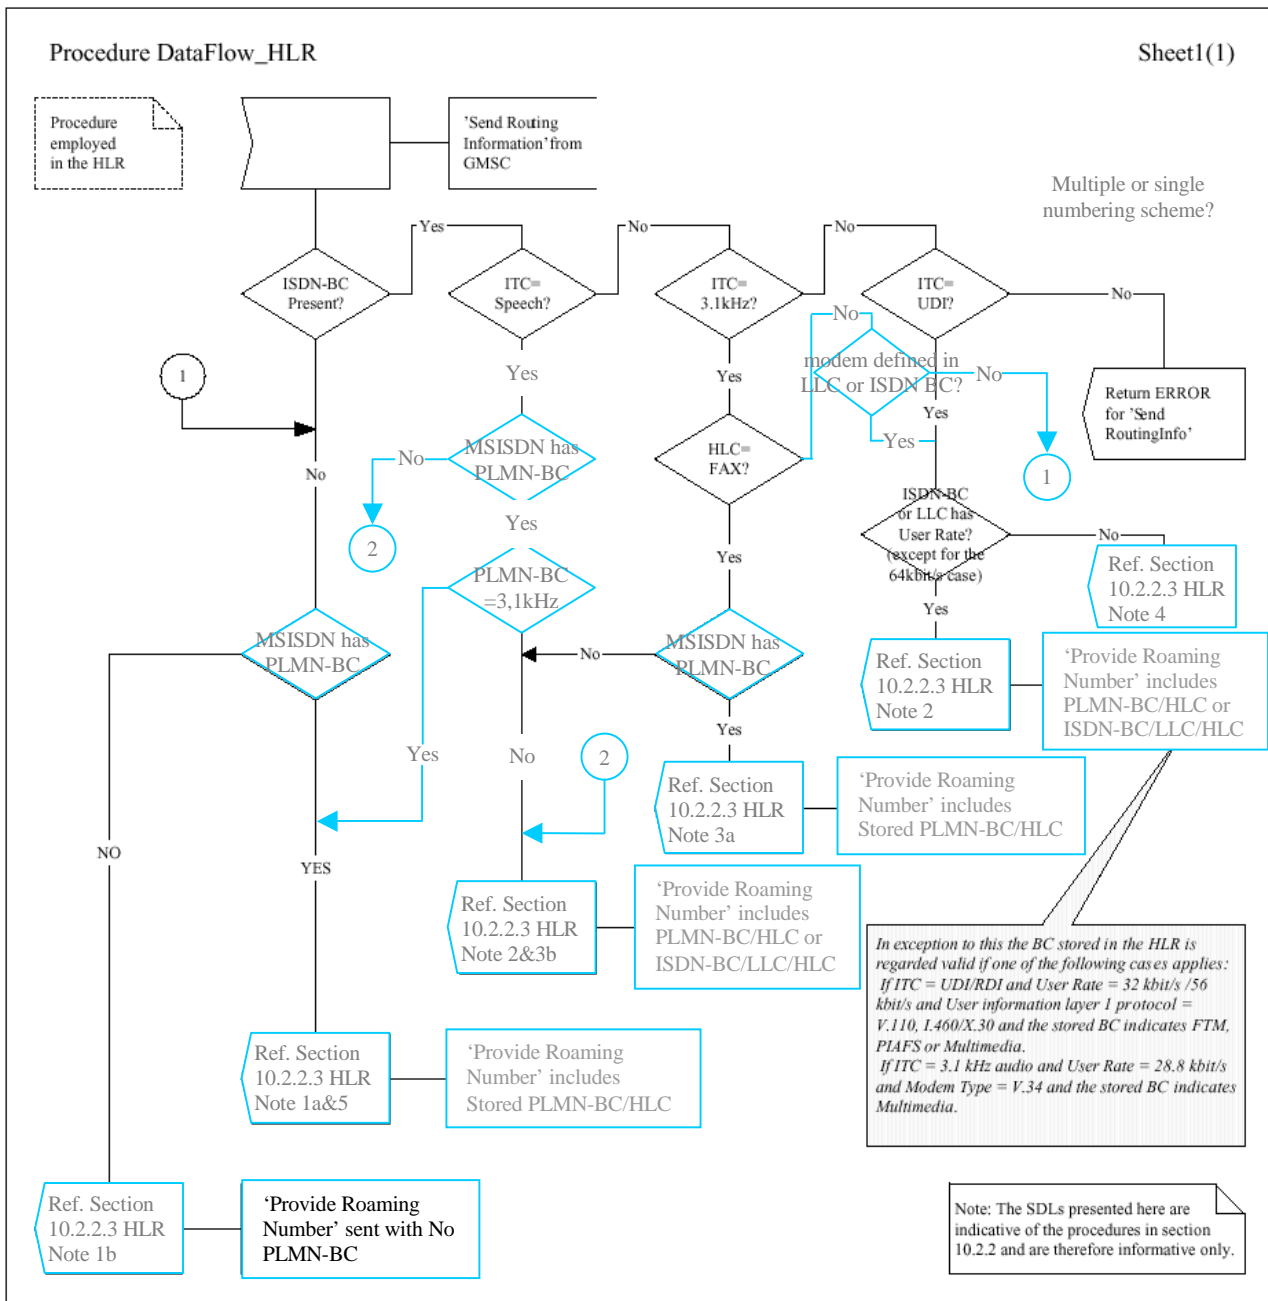 Procedure DataFlow_HLR
Sheet1(1)
Procedure
employed
in the HLR
'Send Routing
Information' from
GMSC
Multiple or single
numbering scheme?
Yes
No
No
ISDN-BC
Present?
ITC=
Speech?
ITC=
3.1kHz?
ITC=
UDI?
No
No
1
Yes
Yes
modem defined in
LLC or ISDN BC?
No
Return ERROR
for 'Send
RoutingInfo'
Yes
Yes
MSISDN has
PLMN-BC
No
HLC=
FAX?
No
1
ISDN-BC
or LLC has
User Rate?
(except for the
64kbit/s case)
No
Yes
2
Yes
PLMN-BC
=3,1kHz
Ref. Section
10.2.2.3 HLR
Note 4
Yes
MSISDN has
PLMN-BC
No
MSISDN has
PLMN-BC
Ref. Section
10.2.2.3 HLR
Note 2
‘Provide Roaming
Number’ includes
PLMN-BC/HLC or
ISDN-BC/LLC/HLC
Yes
Yes
No
2
Ref. Section
10.2.2.3 HLR
Note 3a
‘Provide Roaming
Number’ includes
Stored PLMN-BC/HLC
NO
YES
Ref. Section
10.2.2.3 HLR
Note 2&3b
‘Provide Roaming
Number’ includes
PLMN-BC/HLC or
ISDN-BC/LLC/HLC
In exception to this the BC stored in the HLR is
regarded valid if one of the following cases applies:
If ITC = UDI/RDI and User Rate = 32 kbit/s /56
kbit/s and User information layer 1 protocol =
V.110, I.460/X.30 and the stored BC indicates FTM,
PIAFS or Multimedia.
If ITC = 3.1 kHz audio and User Rate = 28.8 kbit/s
and Modem Type = V.34 and the stored BC indicates
Multimedia.
Ref. Section
10.2.2.3 HLR
Note 1a&5
‘Provide Roaming
Number’ includes
Stored PLMN-BC/HLC
Ref. Section
10.2.2.3 HLR
Note 1b
‘Provide Roaming
Number’ sent with No
PLMN-BC
Note: The SDLs presented here are
indicative of the procedures in section
10.2.2 and are therefore informative only.